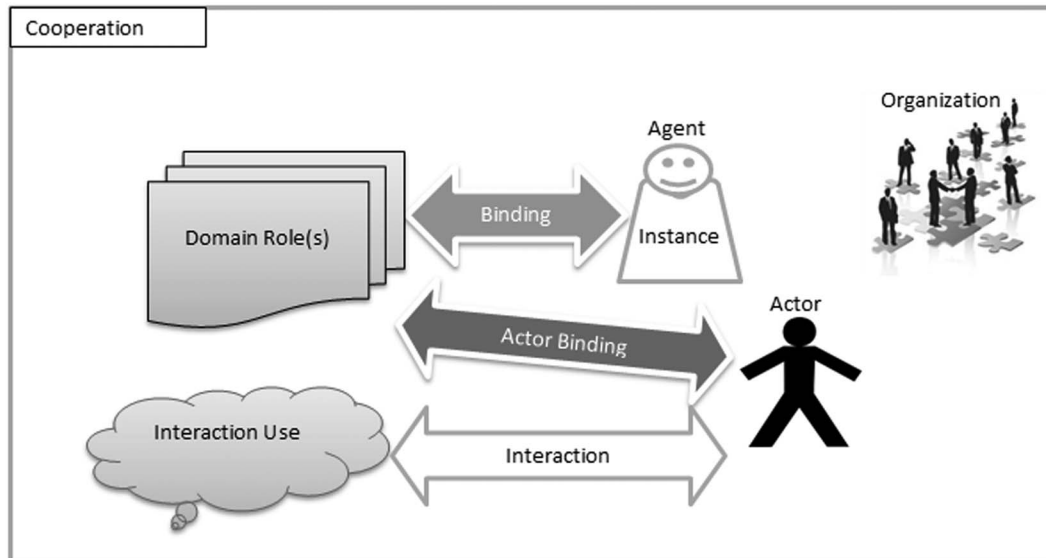 Cooperation
Organization
Agent
Domain Role(s)
Binding
Instance
Actor
Actor Binding
Interaction Use
Interaction